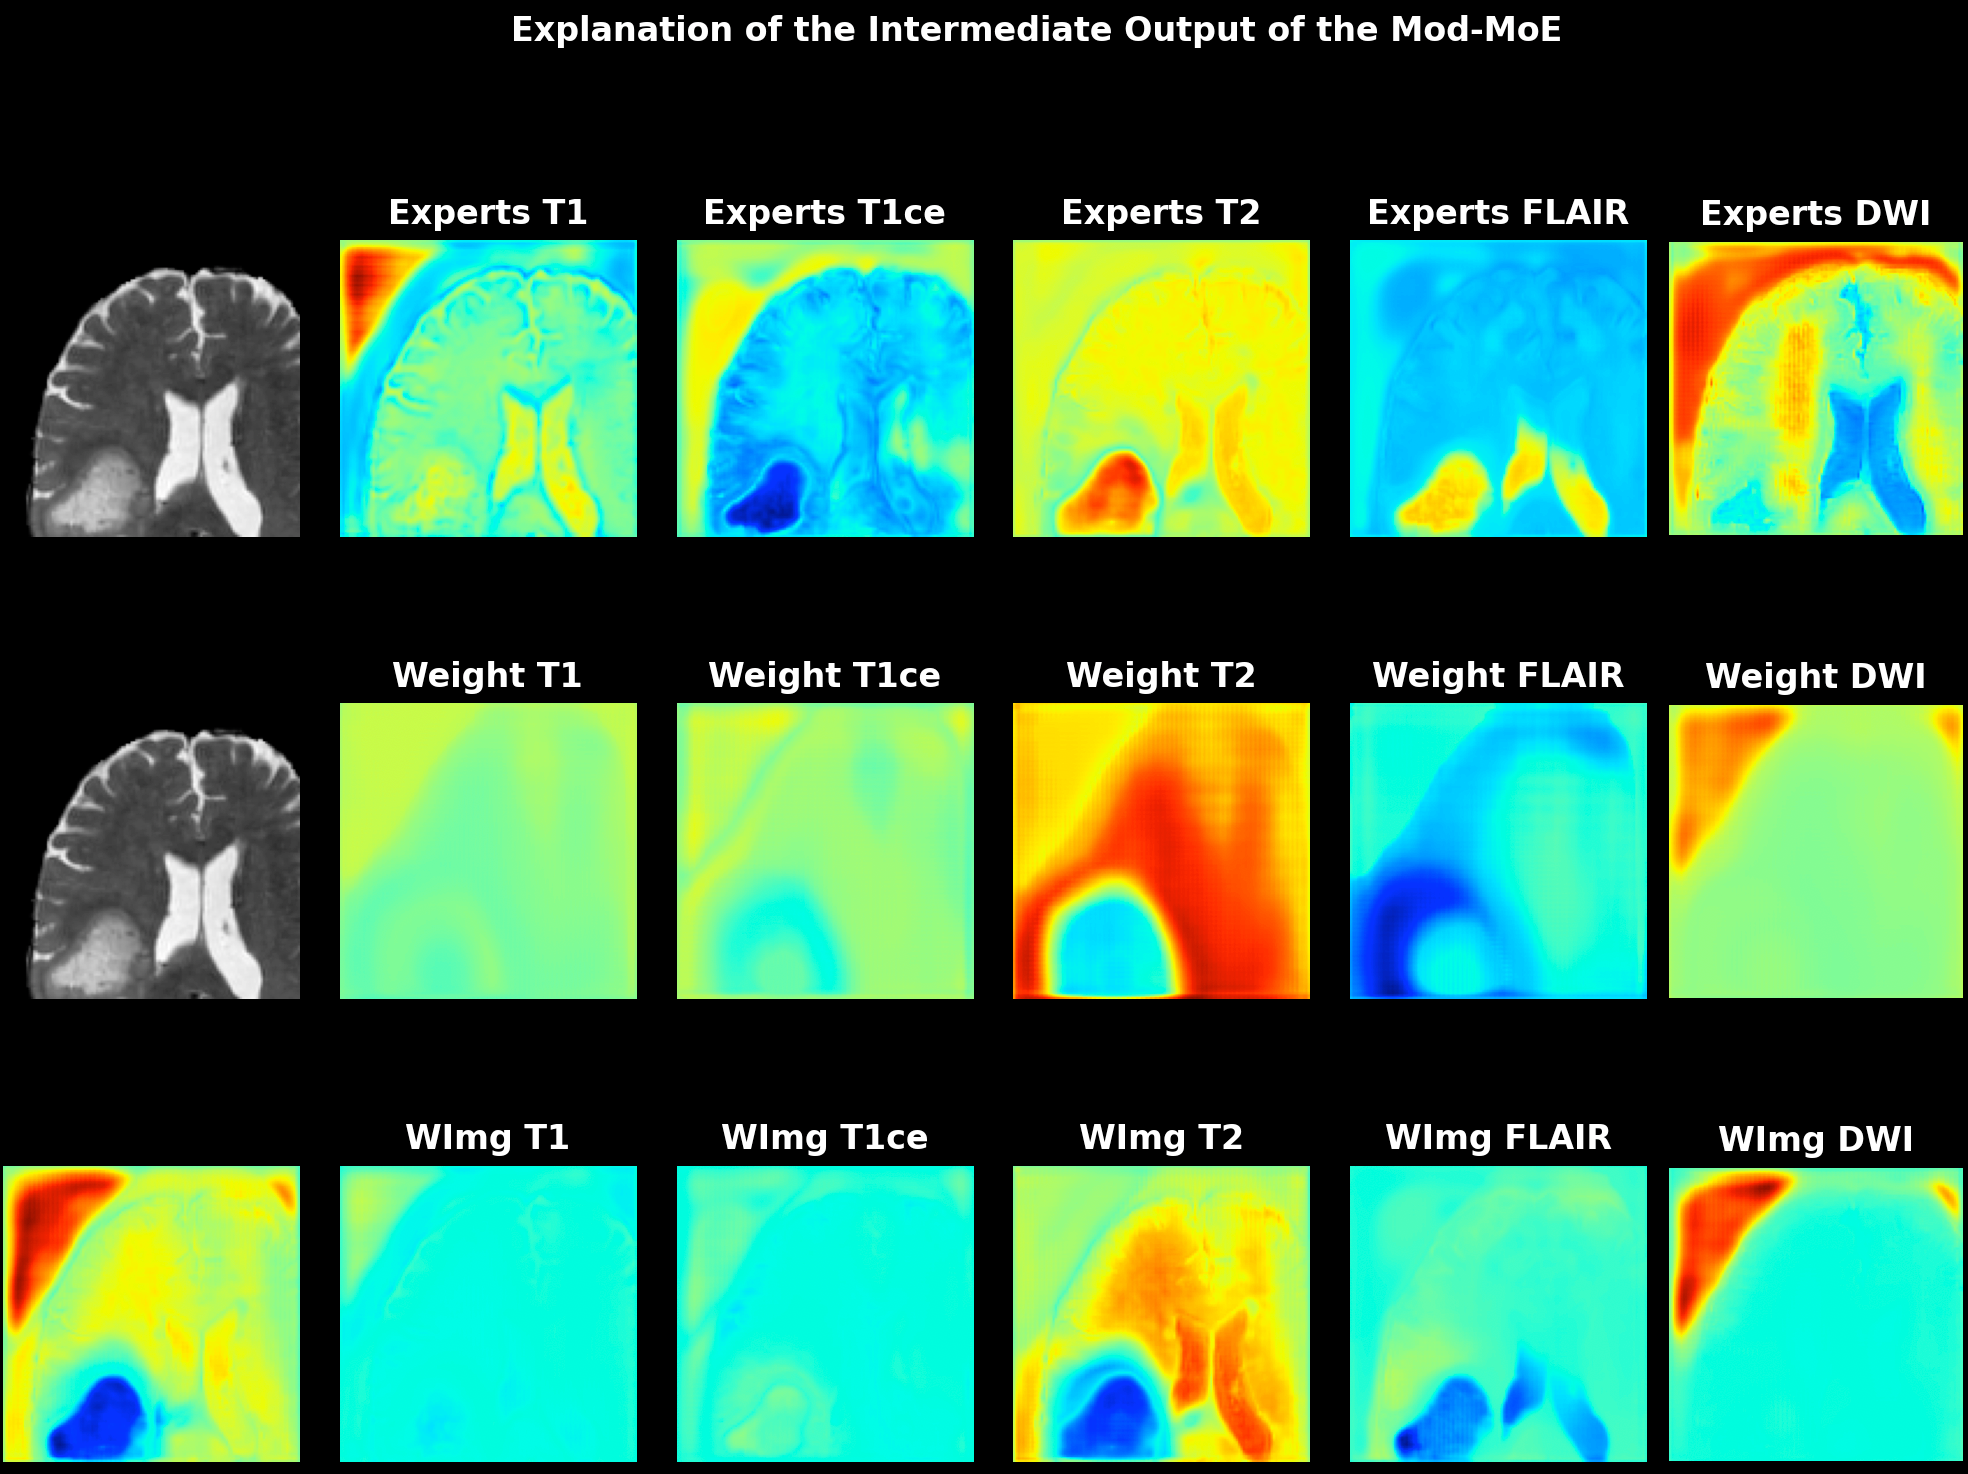 Explanation of the Intermediate Output of the Mod-MoE
Experts T1
Experts T1ce
Experts T2
Experts FLAIR
Experts DWI
Weight T1
Weight T1ce
Weight T2
Weight FLAIR
Weight DWI
WImg T1
WImg T1ce
WImg T2
WImg FLAIR
WImg DWI